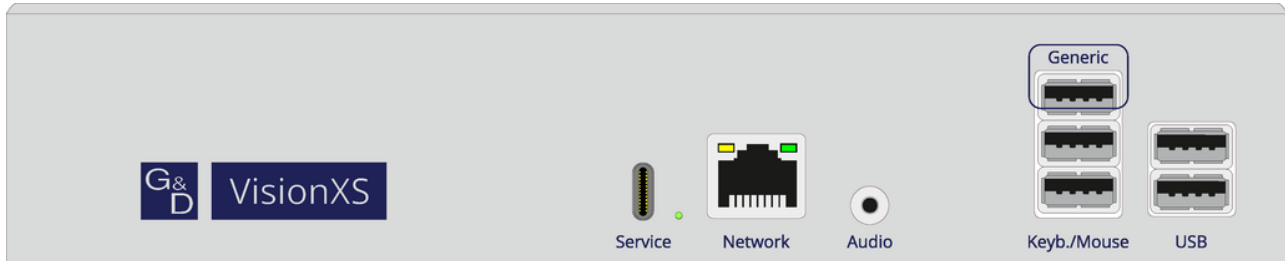 Generic
G&D
VisionXS
Service
Network
Audio
Keyb./Mouse
USB